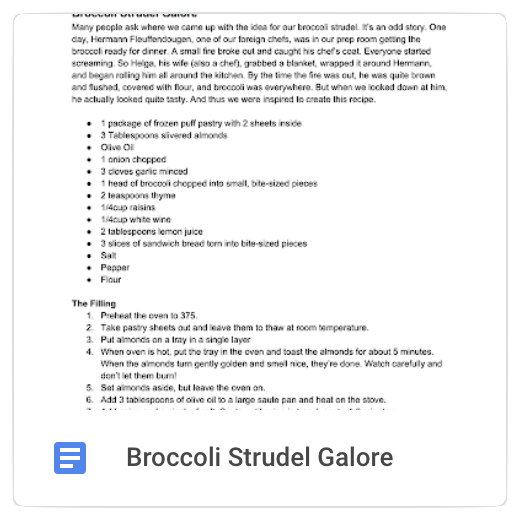 Broccoli Strudel Galore
Many people ask where we came up with the idea for our broccoli strudel. It's an odd story. One
day, Hermann Fleuffendougen, one of our foreign chefs, was in our prep room getting the
broccoli ready for dinner. A small fire broke out and caught his chef's coat. Everyone started
screaming. So Helga, his wife (also a chef), grabbed a blanket, wrapped it around Hermann,
and began rolling him all around the kitchen. By the time the fire was out, he was quite brown
and flushed, covered with flour, and broccoli was everywhere. But when we looked down at him,
he actually looked quite tasty. And thus we were inspired to create this recipe.
● 1 package of frozen puff pastry with 2 sheets inside
● 3 Tablespoons slivered almonds
● Olive Oil
● 1 onion chopped
● 3 cloves garlic minced
● 1 head of broccoli chopped into small, bite-sized pieces
● 2 teaspoons thyme
● 1/4cup raisins
● 1/4cup white wine
● 2 tablespoons lemon juice
● 3 slices of sandwich bread torn into bite-sized pieces
● Salt
● Pepper
● Flour
The Filling
1. Preheat the oven to 375.
2. Take pastry sheets out and leave them to thaw at room temperature.
3. Put almonds on a tray in a single layer
4. When oven is hot, put the tray in the oven and toast the almonds for about 5 minutes.
When the almonds turn gently golden and smell nice, they're done. Watch carefully and
don't let them burn!
5. Set almonds aside, but leave the oven on.
6. Add 3 tablespoons of olive oil to a large saute pan and heat on the stove.
Broccoli Strudel Galore